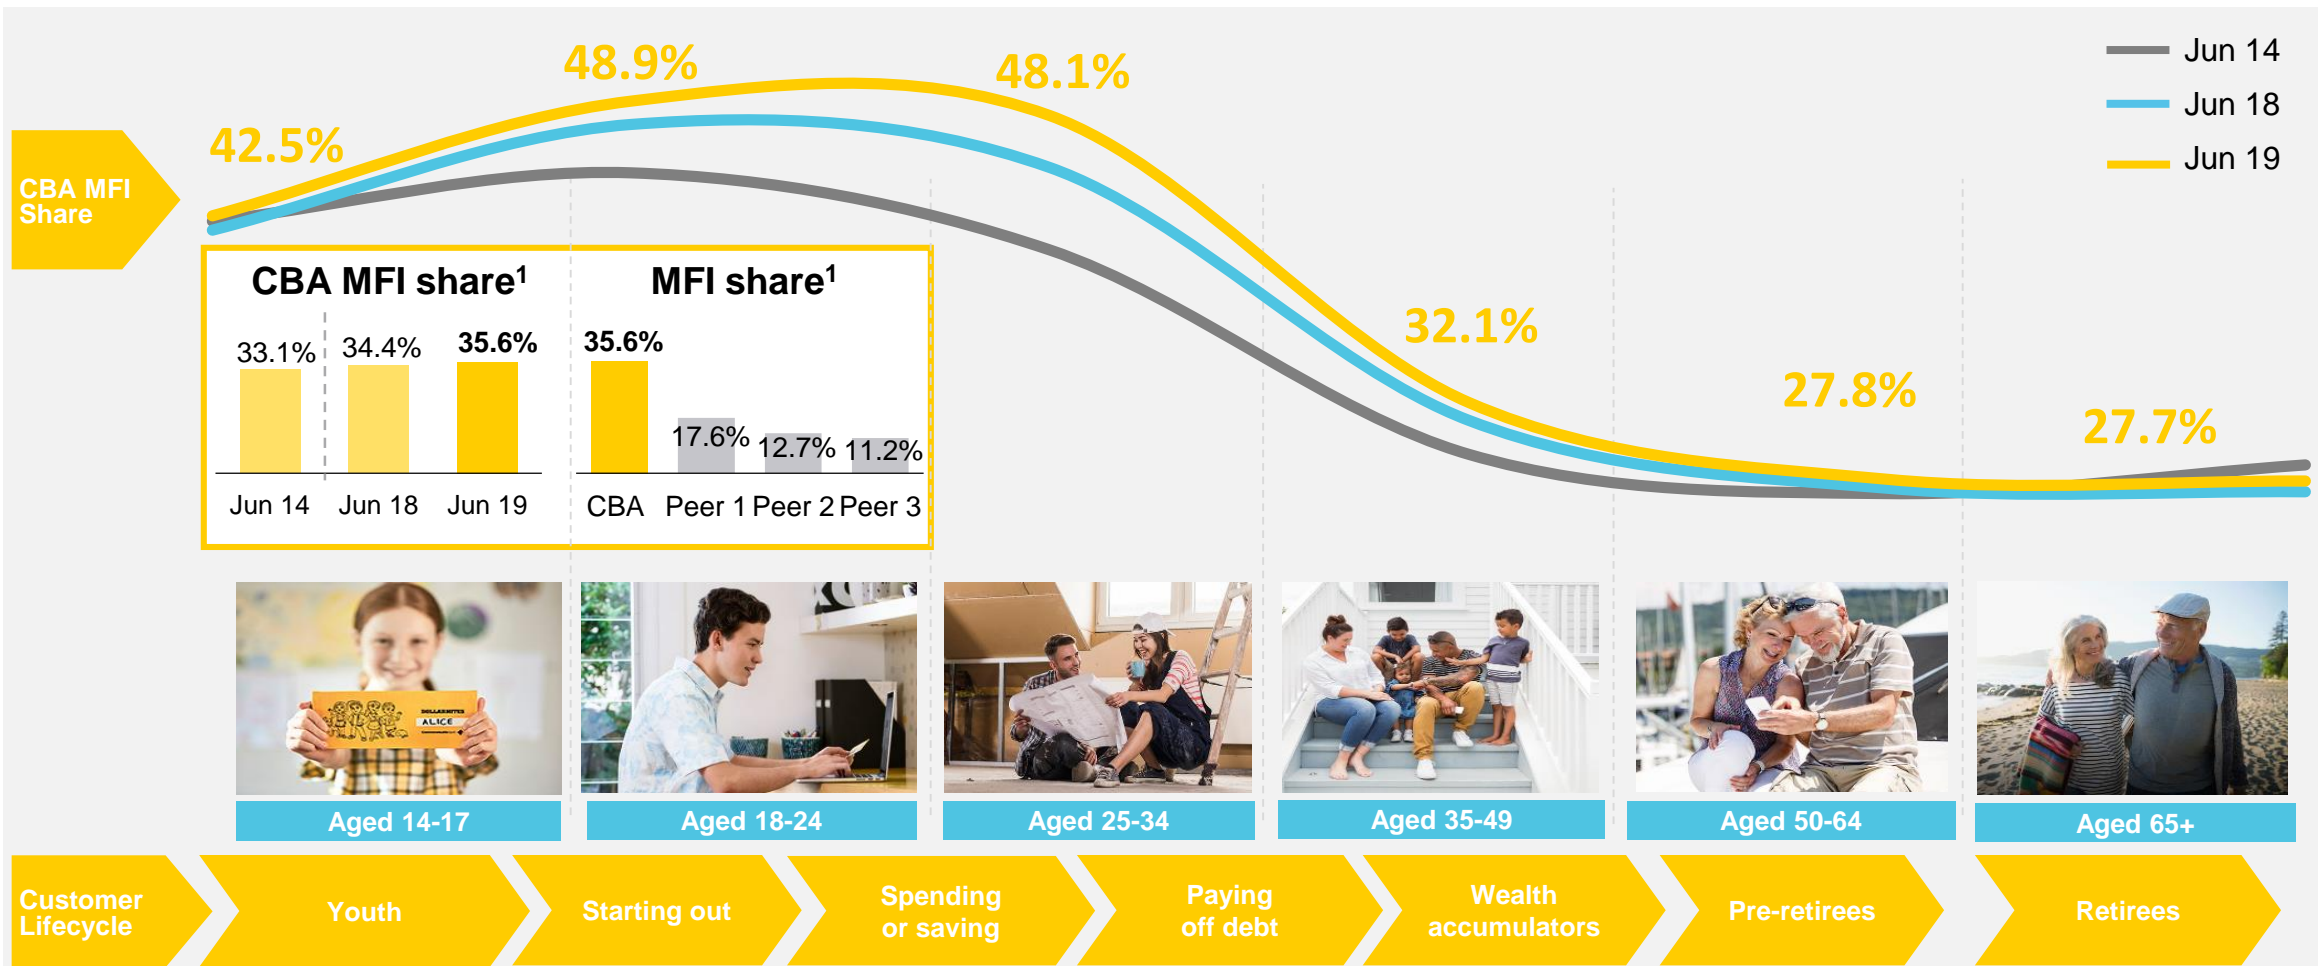 48.9%
48.1%
42.5%
Jun 14
Jun 18
Jun 19
CBA MFI
Share
CBA MFI share¹
MFI share¹
33.1%
34.4%
35.6%
35.6%
17.6%
12.7%
11.2%
Jun 14
Jun 18
Jun 19
CBA
Peer 1
Peer 2
Peer 3
32.1%
27.8%
27.7%
DOLLARMITES
ALICE
Aged 14-17
Aged 18-24
Aged 25-34
Aged 35-49
Aged 50-64
Aged 65+
Customer
Lifecycle
Youth
Starting out
Spending
or saving
Paying
off debt
Wealth
accumulators
Pre-retirees
Retirees